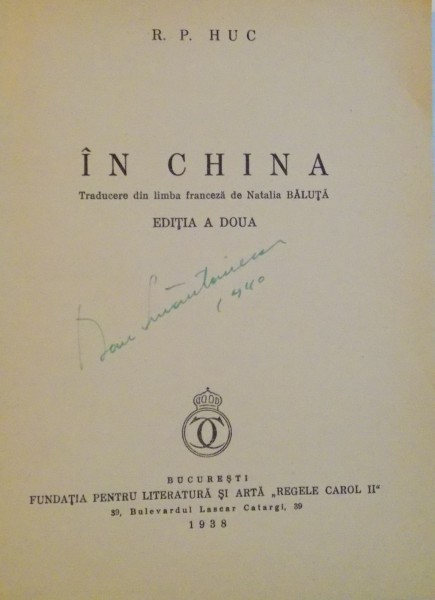 R. P. HUC
ÎN CHINA
Traducere din limba franceză de Natalia BĂLUȚĂ
EDIȚIA A DOUA
Dan
1940
BUCUREȘTI
FUNDAȚIA PENTRU LITERATURĂ ȘI ARTĂ „REGELE CAROL II"
39, Bulevardul Lascar Catargi, 39
1938